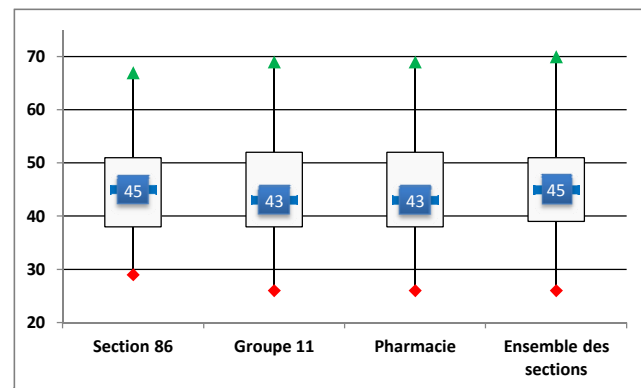 70
60
50
40
30
20
45
43
43
45
Section 86
Groupe 11
Pharmacie
Ensemble des
sections